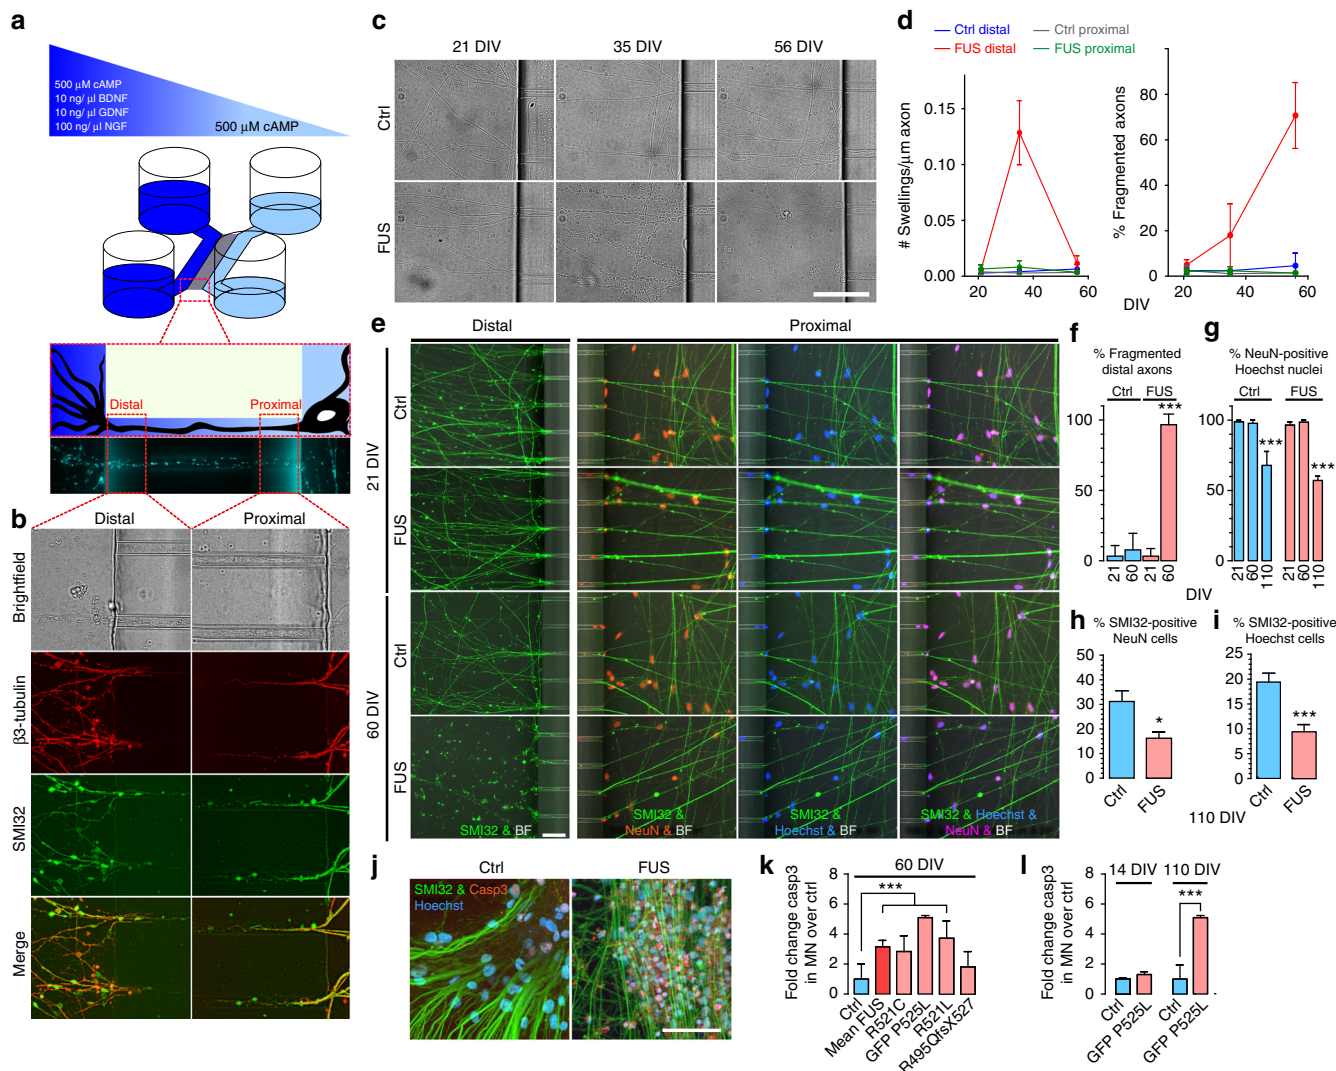 a
500 µM cAMP
10 ng/ µl BDNF
10 ng/ µl GDNF
100 ng/ µl NGF
500 µM cAMP
Distal
Proximal
b
Distal
Proximal
Brightfield
β3-tubulin
SMI32
Merge
c
21 DIV
35 DIV
56 DIV
Ctrl
FUS
d
Ctrl distal
Ctrl proximal
FUS distal
FUS proximal
# Swellings/µm axon
0.15
0.10
0.05
0.00
20
40
60
% Fragmented axons
80
60
40
20
0
20
40
60
DIV
e
Distal
Proximal
21 DIV
Ctrl
FUS
60 DIV
Ctrl
FUS
SMI32 & BF
SMI32 &
NeuN & BF
SMI32 &
Hoechst & BF
SMI32 & Hoechst &
NeuN & BF
f
% Fragmented
distal axons
Ctrl
FUS
***
100
50
0
21
60
21
60
g
% NeuN-positive
Hoechst nuclei
Ctrl
FUS
***
***
100
50
0
21
60
110
21
60
110
DIV
h
% SMI32-positive
NeuN cells
40
30
20
10
0
*
Ctrl
FUS
i
% SMI32-positive
Hoechst cells
25
20
15
10
5
0
***
Ctrl
FUS
110 DIV
j
Ctrl
FUS
SMI32 & Casp3 &
Hoechst
k
60 DIV
***
Fold change casp3
in MN over ctrl
8
6
4
2
0
Ctrl
Mean FUS
R521C
GFP P525L
R521L
R495QfsX527
l
14 DIV
110 DIV
***
Fold change casp3
in MN over ctrl
8
6
4
2
0
Ctrl
GFP P525L
Ctrl
GFP P525L